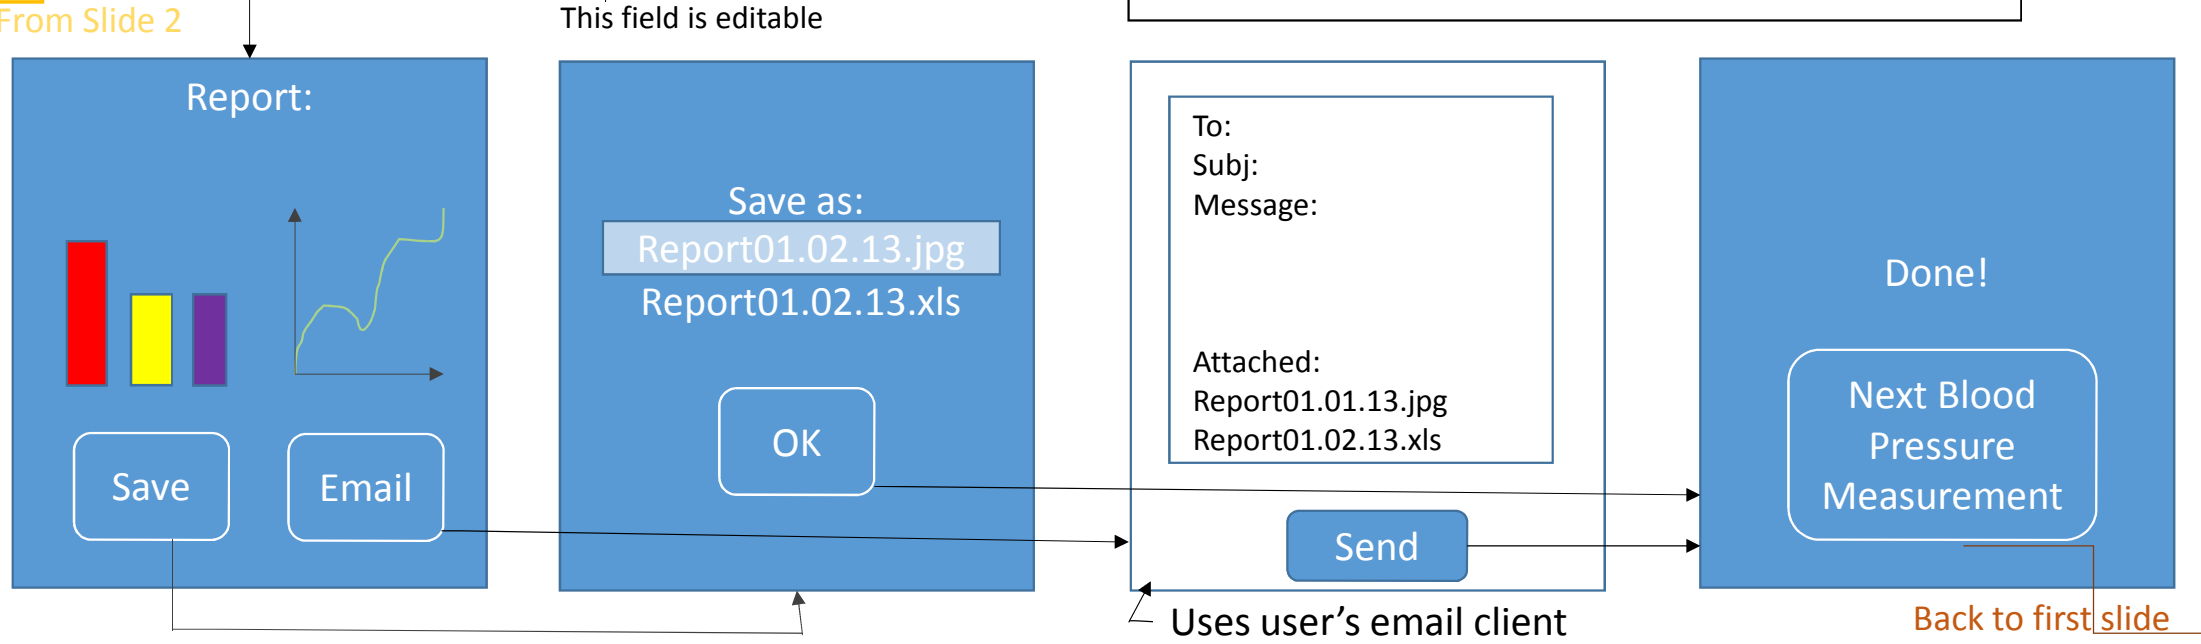 From Slide 2
This field is editable
Report:
Save
Email
Save as:
Report01.02.13.jpg
Report01.02.13.xls
OK
To:
Subj:
Message:
Attached:
Report01.01.13.jpg
Report01.02.13.xls
Send
Uses user's email client
Done!
Next Blood
Pressure
Measurement
Back to first slide